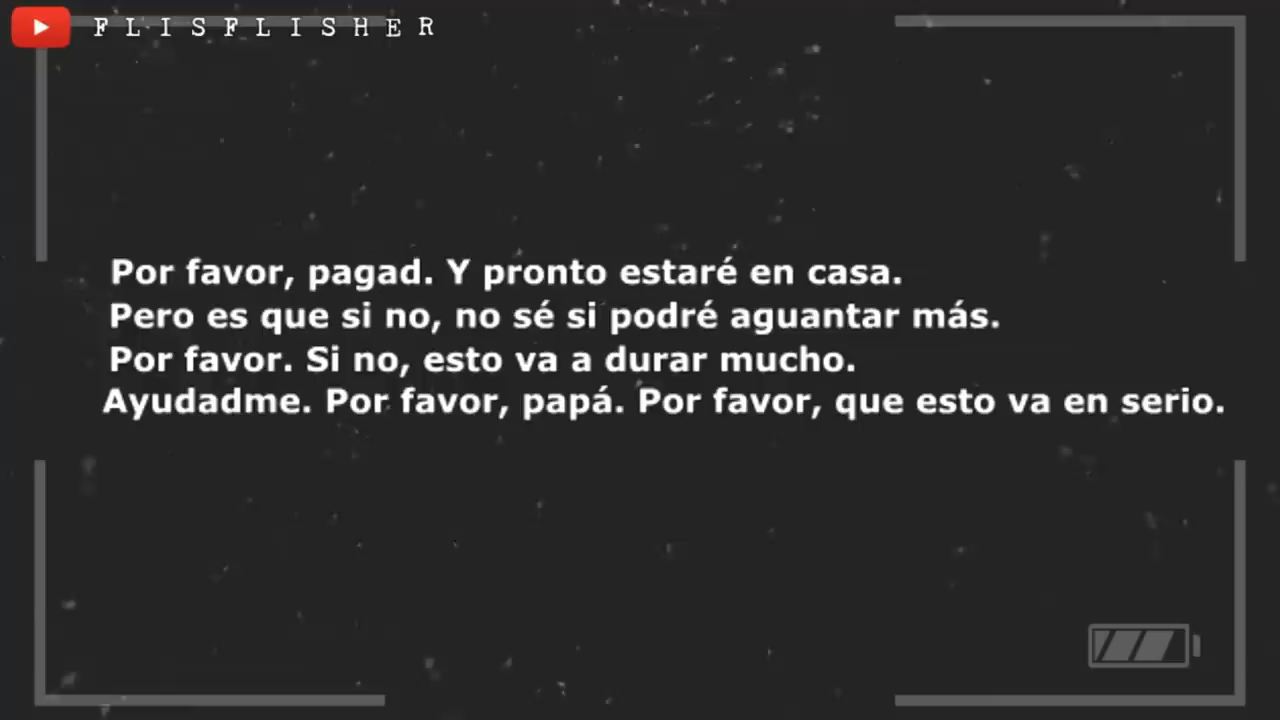 FLISFLISHER
Por favor, pagad. Y pronto estaré en casa.
Pero es que si no, no sé si podré aguantar más.
Por favor. Si no, esto va a durar mucho.
Ayudadme. Por favor, papá. Por favor, que esto va en serio.